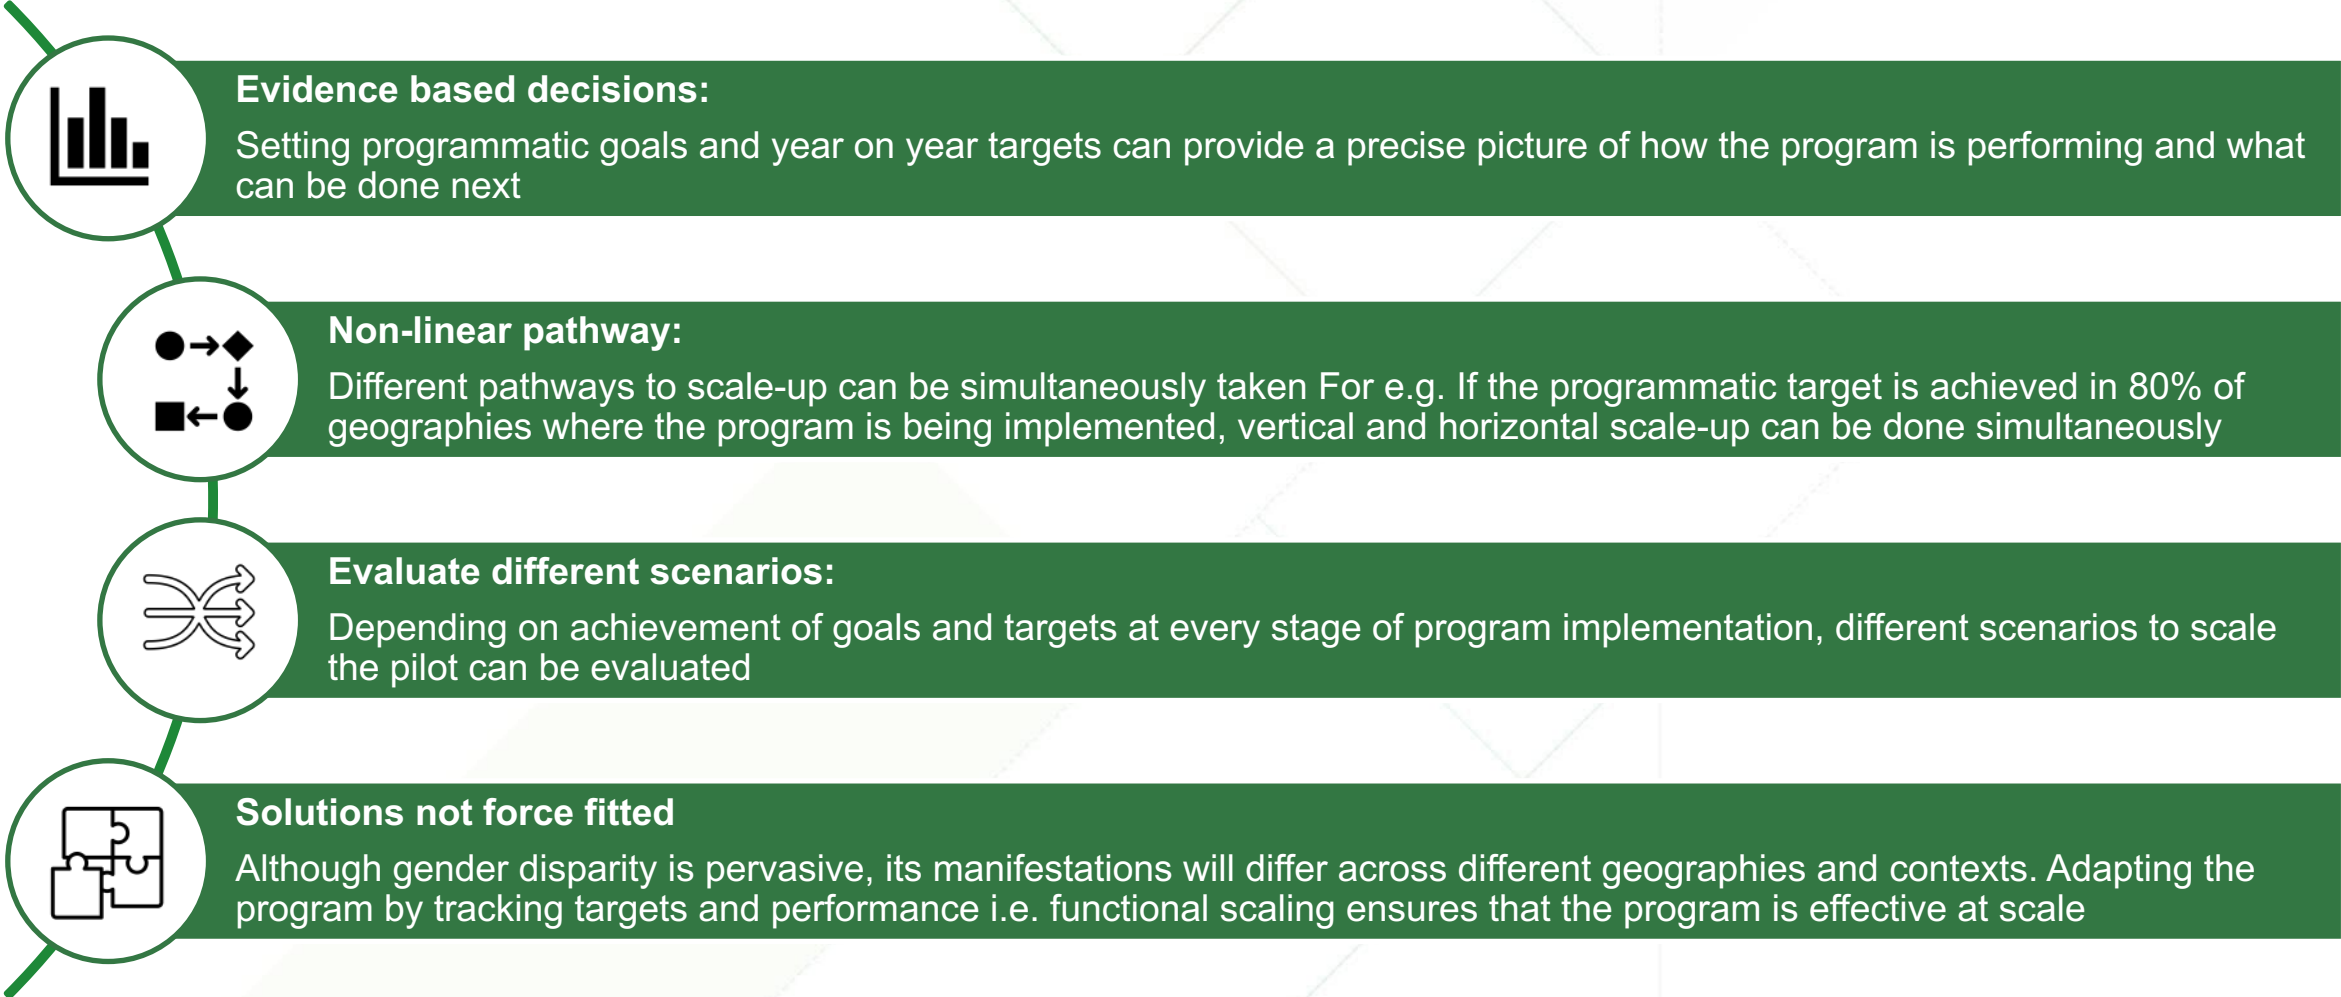 Evidence based decisions:
Setting programmatic goals and year on year targets can provide a precise picture of how the program is performing and what
can be done next
Non-linear pathway:
Different pathways to scale-up can be simultaneously taken For e.g. If the programmatic target is achieved in 80% of
geographies where the program is being implemented, vertical and horizontal scale-up can be done simultaneously
Evaluate different scenarios:
Depending on achievement of goals and targets at every stage of program implementation, different scenarios to scale
the pilot can be evaluated
Solutions not force fitted
Although gender disparity is pervasive, its manifestations will differ across different geographies and contexts. Adapting the
program by tracking targets and performance i.e. functional scaling ensures that the program is effective at scale